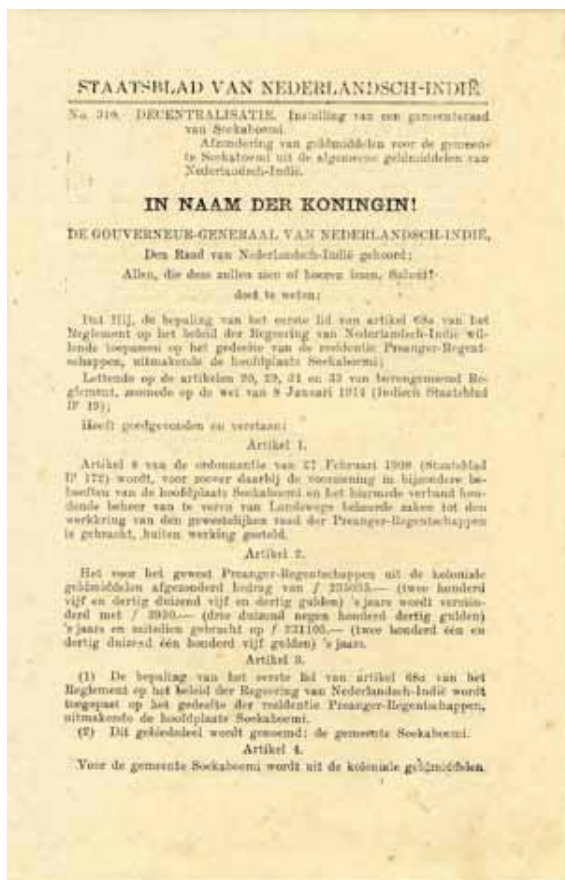 STAATSBLAD VAN NEDERLANDSCH-INDIË
No. 310. DECENTRALISATIE. Instelling van een gemeenteraad
van Soekaboemi.
Afzondering van geldmiddelen voor de gemeen-
te Soekaboemi uit de algemeene geldmiddelen van
Nederlandsch-Indië.
IN NAAM DER KONINGIN!
DE GOUVERNEUR-GENERAAL VAN NEDERLANDSCH-INDIË,
Den Raad van Nederlandsch-Indië gehoord;
Allen, die deze zullen zien of hooren lezen, Saluut!
doet te weten:
Dat Hij, de bepaling van het eerste lid van artikel 68a van het
Reglement op het beleid der Regeering van Nederlandsch-Indië wil-
lende toepassen op het gedeelte van de residentie Preanger-Regent-
schappen, uitmakende de hoofdplaats Soekaboemi;
Lettende op de artikelen 20, 29, 31 en 33 van bovengenoemd Re-
glement, zoomede op de wet van 8 Januari 1914 (Indisch Staatsblad
Nº 19);
Heeft goedgevonden en verstaan:
Artikel 1.
Artikel 8 van de ordonnantie van 27 Februari 1908 (Staatsblad
Nº 172) wordt, voor zoover daarbij de voorziening in bijzondere be-
hoeften van de hoofdplaats Soekaboemi en het hiermede verband hou-
dende beheer van te voren van Landswege beheerde zaken tot den
werkkring van den gewestelijken raad der Preanger-Regentschappen
is gebracht, buiten werking gesteld.
Artikel 2.
Het voor het gewest Preanger-Regentschappen uit de koloniale
geldmiddelen afgezonderd bedrag van f 235035.— (twee honderd
vijf en dertig duizend vijf en dertig gulden) 's jaars wordt vermin-
derd met f 3930.— (drie duizend negen honderd dertig gulden)
's jaars en mitsdien gebracht op f 231105.— (twee honderd één en
dertig duizend één honderd vijf gulden) 's jaars.
Artikel 3.
(1) De bepaling van het eerste lid van artikel 68a van het
Reglement op het beleid der Regeering van Nederlandsch-Indië wordt
toegepast op het gedeelte der residentie Preanger-Regentschappen,
uitmakende de hoofdplaats Soekaboemi.
(2) Dit gebiedsdeel wordt genoemd: de gemeente Soekaboemi.
Artikel 4.
Voor de gemeente Soekaboemi wordt uit de koloniale geldmiddelen